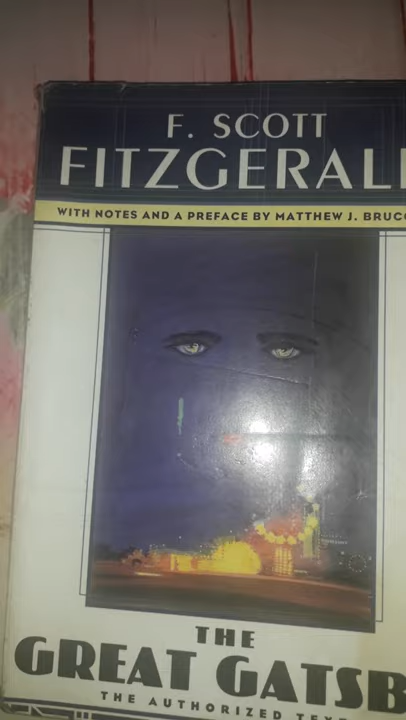 F. SCOTT
FITZGERAL
WITH NOTES AND A PREFACE BY MATTHEW J. BRUCC
THE
GREAT GATSB
THE AUTHORIZED TEX